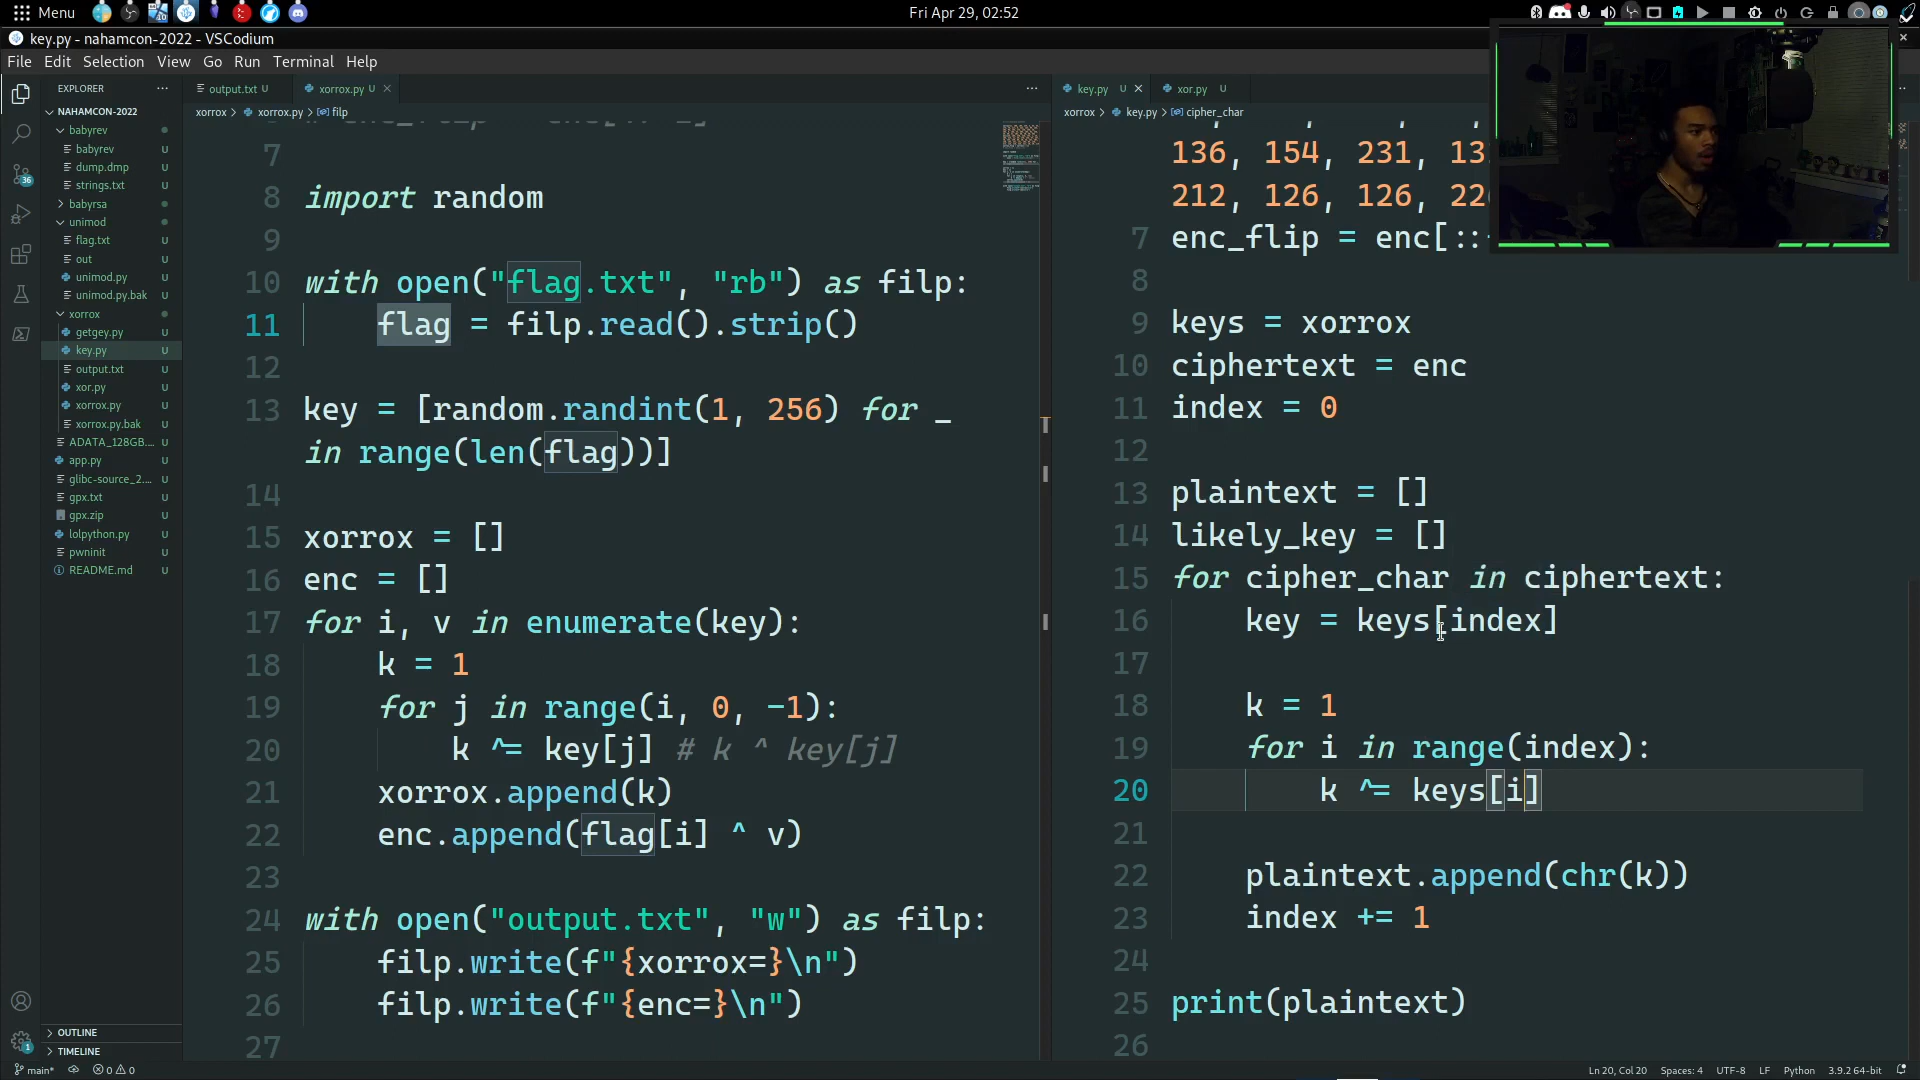 Menu
Fri Apr 29, 02:52
key.py - nahamcon-2022 - VSCodium
File Edit Selection View Go Run Terminal Help
EXPLORER
NAHAMCON-2022
babyrev
babyrev U
dump.dmp U
strings.txt U
babyrsa
unimod
flag.txt U
out U
unimod.py U
unimod.py.bak U
xorrox
getgey.py U
key.py U
output.txt U
xor.py U
xorrox.py U
xorrox.py.bak U
ADATA_128GB.... U
app.py U
glibc-source_2.... U
gpx.txt U
gpx.zip U
lolpython.py U
pwninit U
README.md U
OUTLINE
TIMELINE
36
1
output.txt U xorrox.py U
xorrox > xorrox.py > filp
7
8 import random
9
10 with open("flag.txt", "rb") as filp:
11 flag = filp.read().strip()
12
13 key = [random.randint(1, 256) for _
in range(len(flag))]
14
15 xorrox = []
16 enc = []
17 for i, v in enumerate(key):
18 k = 1
19 for j in range(i, 0, -1):
20 k ^= key[j] # k ^ key[j]
21 xorrox.append(k)
22 enc.append(flag[i] ^ v)
23
24 with open("output.txt", "w") as filp:
25 filp.write(f"{xorrox=}\n")
26 filp.write(f"{enc=}\n")
27
key.py U xor.py U
xorrox > key.py > cipher_char
136, 154, 231,
212, 126, 126,
7 enc_flip = enc[::
8
9 keys = xorrox
10 ciphertext = enc
11 index = 0
12
13 plaintext = []
14 likely_key = []
15 for cipher_char in ciphertext:
16 key = keys[index]
17
18 k = 1
19 for i in range(index):
20 k ^= keys[i]
21
22 plaintext.append(chr(k))
23 index += 1
24
25 print(plaintext)
26
main* 0 0
Ln 20, Col 20 Spaces: 4 UTF-8 LF Python 3.9.2 64-bit